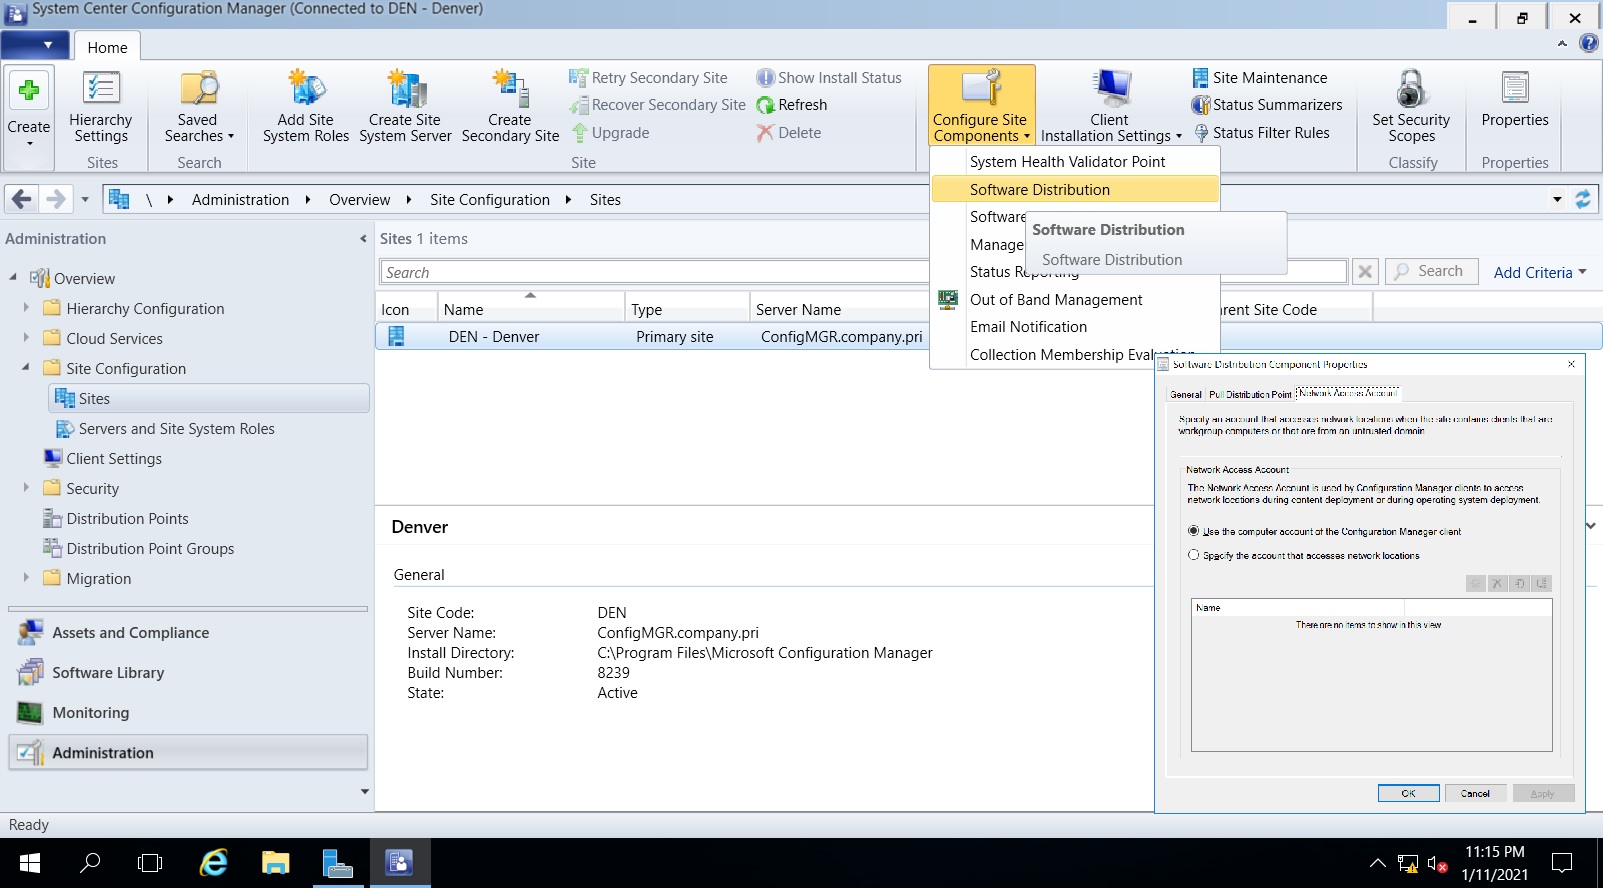 System Center Configuration Manager (Connected to DEN - Denver)
Home
Create
Hierarchy Settings
Sites
Saved Searches
Search
Add Site System Roles
Create Site System Server
Create Secondary Site
Retry Secondary Site
Recover Secondary Site
Upgrade
Show Install Status
Refresh
Delete
Site
Configure Site Components
Client Installation Settings
Site Maintenance
Status Summarizers
Status Filter Rules
Set Security Scopes
Classify
Properties
Properties
System Health Validator Point
Software Distribution
Software
Manage
Status Reporting
Out of Band Management
Email Notification
Collection Membership Evaluation
Software Distribution
Software Distribution
\ Administration Overview Site Configuration Sites
Administration
Overview
Hierarchy Configuration
Cloud Services
Site Configuration
Sites
Servers and Site System Roles
Client Settings
Security
Distribution Points
Distribution Point Groups
Migration
Assets and Compliance
Software Library
Monitoring
Administration
Sites 1 items
Search
Search
Add Criteria
Icon Name Type Server Name rent Site Code
DEN - Denver Primary site ConfigMGR.company.pri
Denver
General
Site Code: DEN
Server Name: ConfigMGR.company.pri
Install Directory: C:\Program Files\Microsoft Configuration Manager
Build Number: 8239
State: Active
Software Distribution Component Properties
General Pull Distribution Point Network Access Account
Specify an account that accesses network locations when the site contains clients that are
workgroup computers or that are from an untrusted domain
Network Access Account
The Network Access Account is used by Configuration Manager clients to access
network locations during content deployment or during operating system deployment.
Use the computer account of the Configuration Manager client
Specify the account that accesses network locations
Name
There are no items to show in this view.
OK Cancel Apply
Ready
11:15 PM
1/11/2021